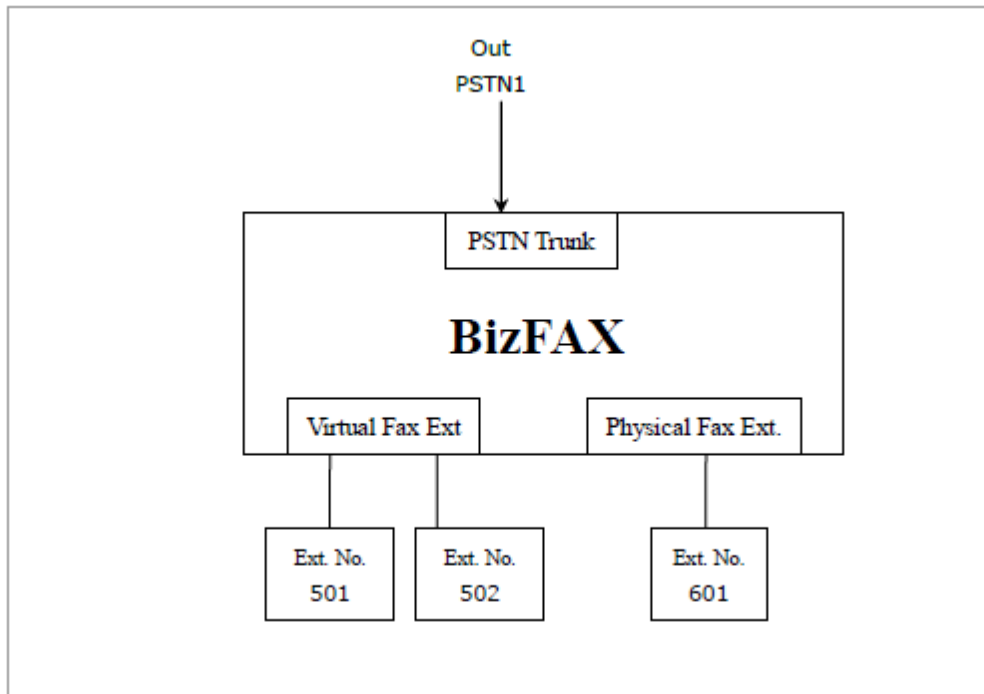 Out
PSTN1
PSTN Trunk
BizFAX
Virtual Fax Ext
Physical Fax Ext.
Ext. No.
501
Ext. No.
502
Ext. No.
601